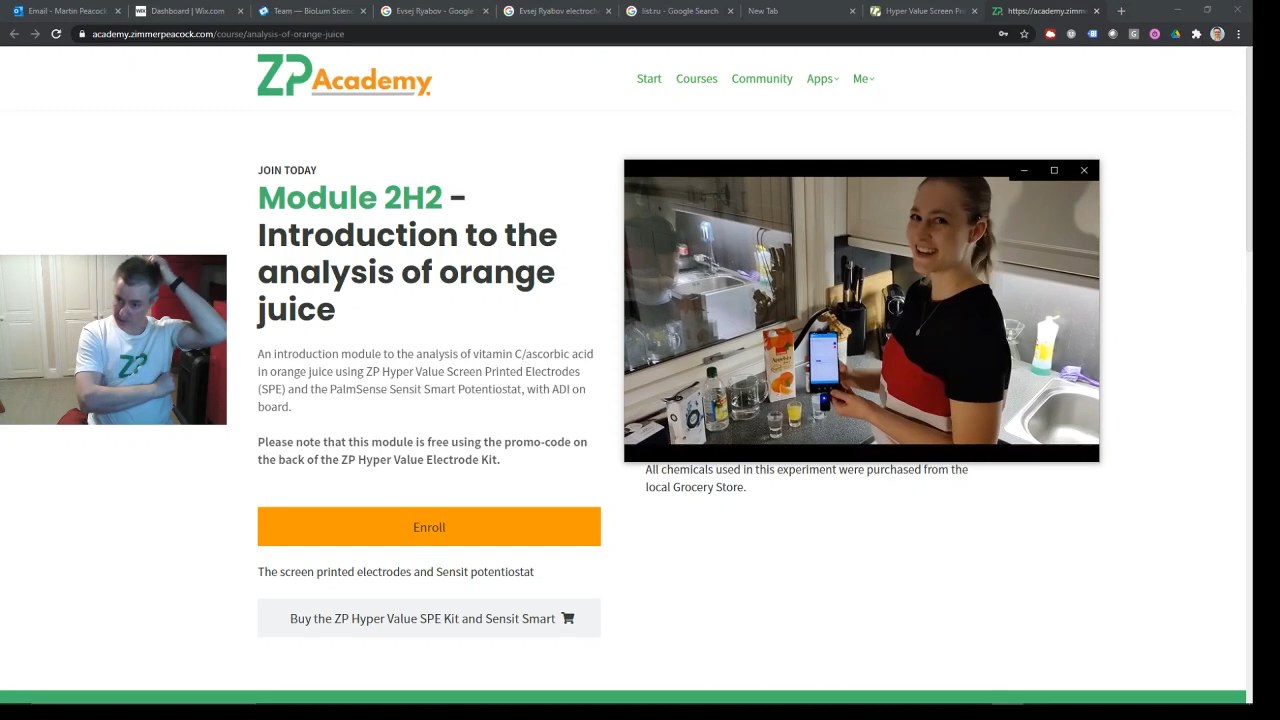 Email - Martin Peacoc
Dashboard | Wix.com
Team — BioLum Scienc
Evsej Ryabov - Google
Evsej Ryabov electroch
list.ru - Google Search
New Tab
Hyper Value Screen Pri
https://academy.zimme
academy.zimmerpeacock.com/course/analysis-of-orange-juice
ZP Academy
Start Courses Community Apps Me
JOIN TODAY
Module 2H2 -
Introduction to the
analysis of orange
juice
An introduction module to the analysis of vitamin C/ascorbic acid
in orange juice using ZP Hyper Value Screen Printed Electrodes
(SPE) and the PalmSense Sensit Smart Potentiostat, with ADI on
board.
Please note that this module is free using the promo-code on
the back of the ZP Hyper Value Electrode Kit.
Enroll
The screen printed electrodes and Sensit potentiostat
Buy the ZP Hyper Value SPE Kit and Sensit Smart
All chemicals used in this experiment were purchased from the
local Grocery Store.
ZP